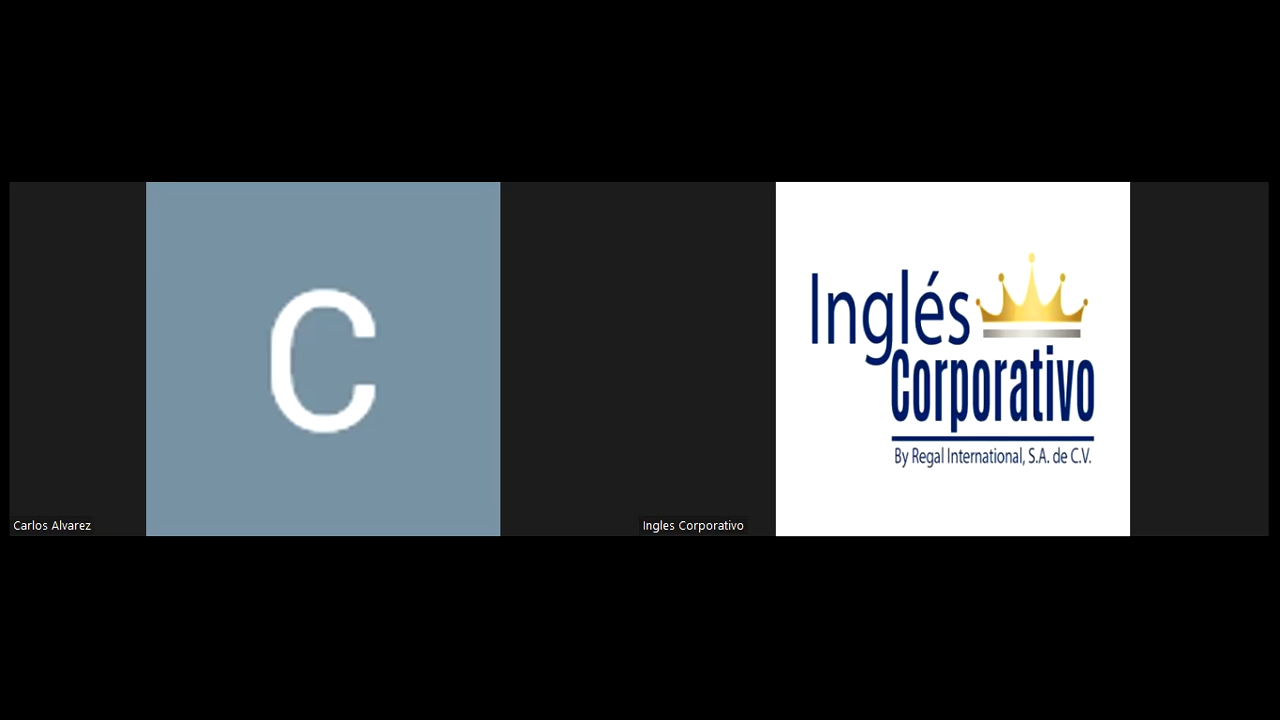 C
Carlos Alvarez
Inglés
Corporativo
By Regal International, S.A. de C.V.
Ingles Corporativo